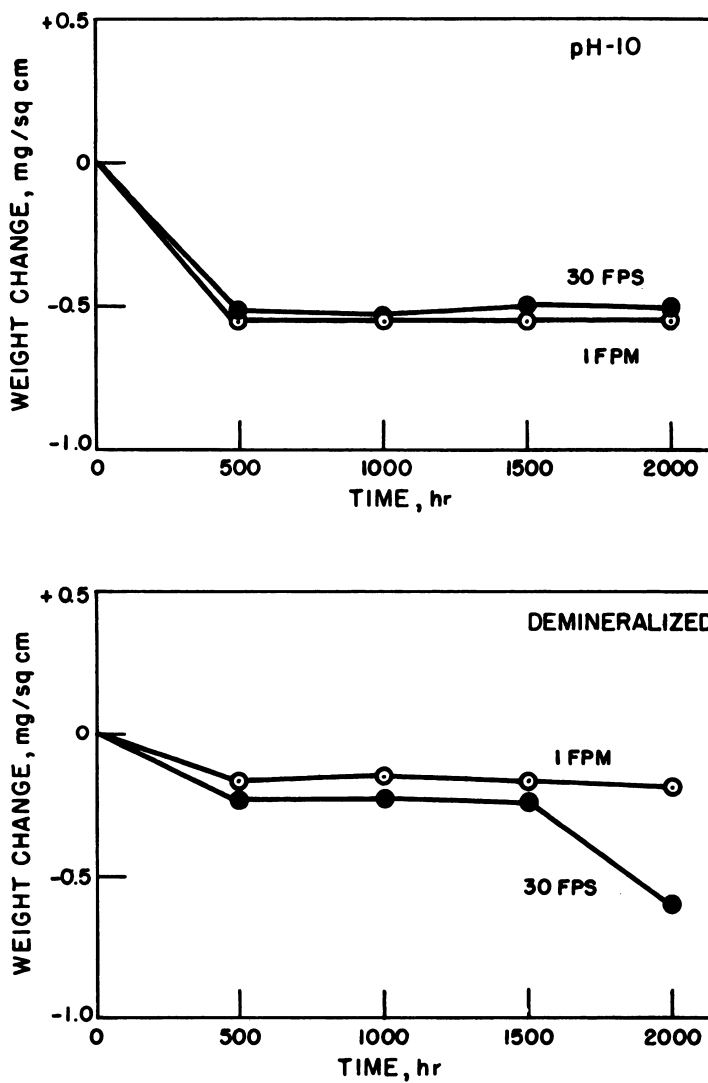 +0.5
pH-10
0
WEIGHT CHANGE, mg/sq cm
30 FPS
-0.5
1 FPM
-1.0
0 500 1000 1500 2000
TIME, hr
+0.5
DEMINERALIZED
0
WEIGHT CHANGE, mg/sq cm
1 FPM
-0.5
30 FPS
-1.0
0 500 1000 1500 2000
TIME, hr